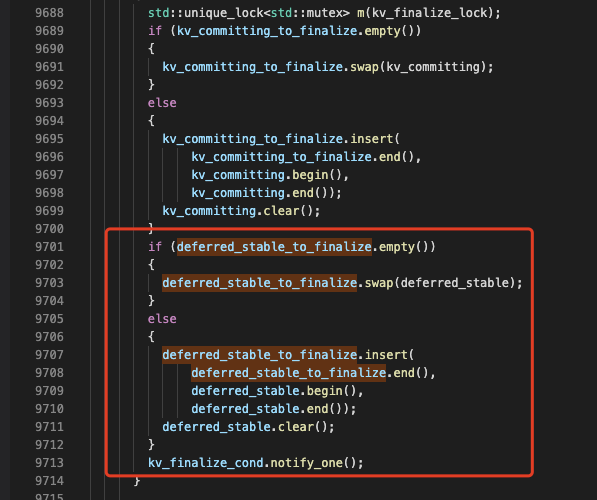 9688 std::unique_lock<std::mutex> m(kv_finalize_lock);
9689 if (kv_committing_to_finalize.empty())
9690 {
9691 kv_committing_to_finalize.swap(kv_committing);
9692 }
9693 else
9694 {
9695 kv_committing_to_finalize.insert(
9696 kv_committing_to_finalize.end(),
9697 kv_committing.begin(),
9698 kv_committing.end());
9699 kv_committing.clear();
9700 }
9701 if (deferred_stable_to_finalize.empty())
9702 {
9703 deferred_stable_to_finalize.swap(deferred_stable);
9704 }
9705 else
9706 {
9707 deferred_stable_to_finalize.insert(
9708 deferred_stable_to_finalize.end(),
9709 deferred_stable.begin(),
9710 deferred_stable.end());
9711 deferred_stable.clear();
9712 }
9713 kv_finalize_cond.notify_one();
9714 }
9715